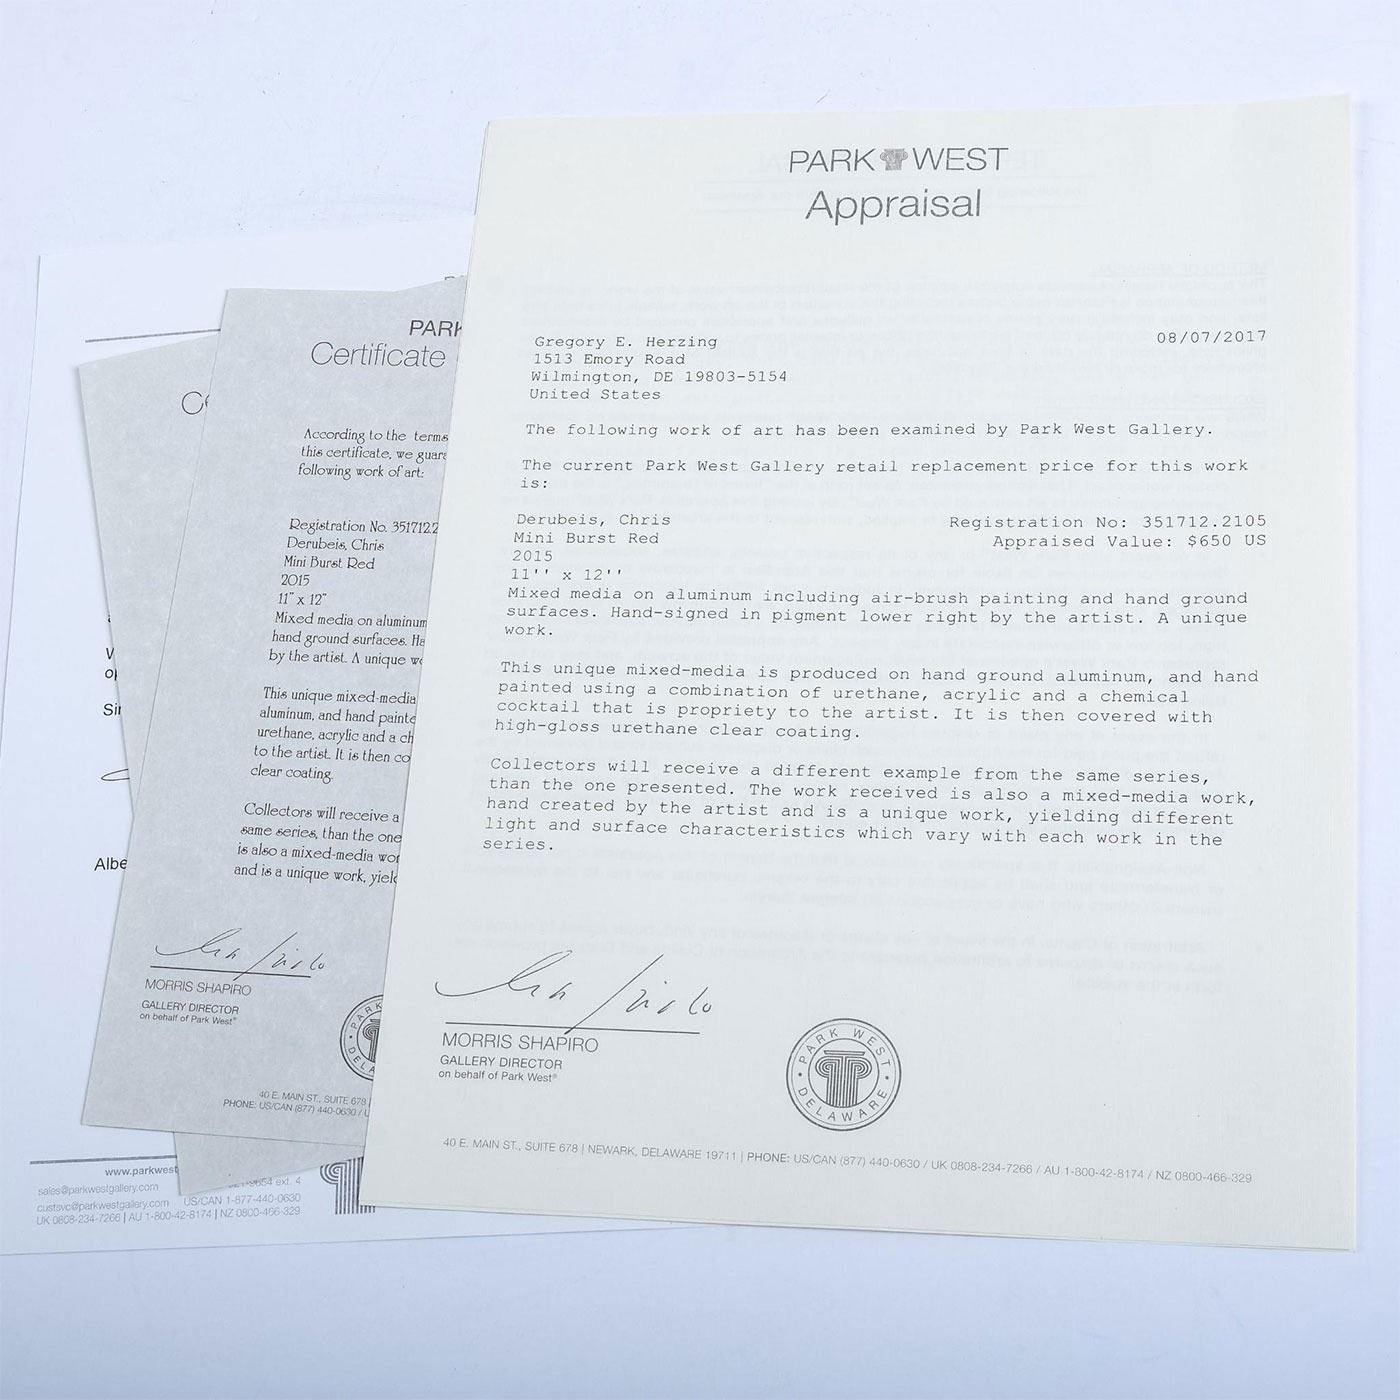 PARK WEST
Appraisal
Gregory E. Herzing
1513 Emory Road
Wilmington, DE 19803-5154
United States
08/07/2017
The following work of art has been examined by Park West Gallery.
The current Park West Gallery retail replacement price for this work
is:
Derubeis, Chris
Mini Burst Red
2015
11'' x 12''
Registration No: 351712.2105
Appraised Value: $650 US
Mixed media on aluminum including air-brush painting and hand ground
surfaces. Hand-signed in pigment lower right by the artist. A unique
work.
This unique mixed-media is produced on hand ground aluminum, and hand
painted using a combination of urethane, acrylic and a chemical
cocktail that is propriety to the artist. It is then covered with
high-gloss urethane clear coating.
Collectors will receive a different example from the same series,
than the one presented. The work received is also a mixed-media work,
hand created by the artist and is a unique work, yielding different
light and surface characteristics which vary with each work in the
series.
MORRIS SHAPIRO
GALLERY DIRECTOR
on behalf of Park West®
PARK WEST
DELAWARE
40 E. MAIN ST., SUITE 678 | NEWARK, DELAWARE 19711 | PHONE: US/CAN (877) 440-0630 / UK 0808-234-7266 / AU 1-800-42-8174 / NZ 0800-466-329
PARK
Certificate
According to the terms
this certificate, we guara
following work of art:
Registration No. 351712.2
Derubeis, Chris
Mini Burst Red
2015
11" x 12"
Mixed media on aluminum
hand ground surfaces. Ha
by the artist. A unique wo
This unique mixed-media
aluminum, and hand painte
urethane, acrylic and a ch
to the artist. It is then co
clear coating.
Collectors will receive a
same series, than the one
is also a mixed-media wor
and is a unique work, yield
MORRIS SHAPIRO
GALLERY DIRECTOR
on behalf of Park West®
PARK
DELA
40 E. MAIN ST., SUITE 678 |
PHONE: US/CAN (877) 440-0630 / U
Ce
W
op
Sin
Albe
www.parkwest
sales@parkwestgallery.com
ext. 4
custsvc@parkwestgallery.com US/CAN 1-877-440-0630
UK 0808-234-7266 | AU 1-800-42-8174 | NZ 0800-466-329